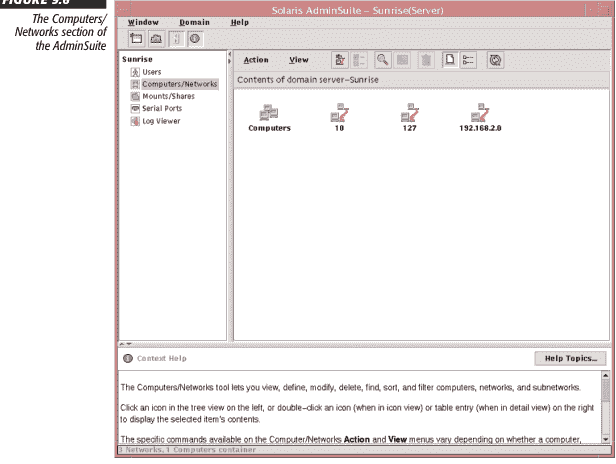 FIGURE 9.6
The Computers/
Networks section of
the AdminSuite
Solaris AdminSuite – Sunrise(Server)
Window Domain Help
Sunrise
Users
Computers/Networks
Mounts/Shares
Serial Ports
Log Viewer
Action View
Contents of domain server–Sunrise
Computers 10 127 192.168.2.0
Context Help
Help Topics...
The Computers/Networks tool lets you view, define, modify, delete, find, sort, and filter computers, networks, and subnetworks.
Click an icon in the tree view on the left, or double–click an icon (when in icon view) or table entry (when in detail view) on the right
to display the selected item's contents.
The specific commands available on the Computer/Networks Action and View menus vary depending on whether a computer,
3 Networks, 1 Computers container